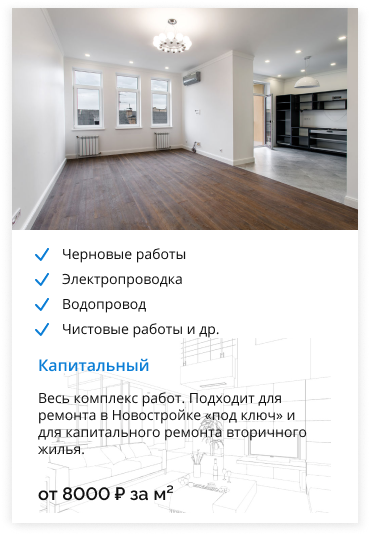 Черновые работы
Электропроводка
Водопровод
Чистовые работы и др.
Капитальный
Весь комплекс работ. Подходит для
ремонта в Новостройке «под ключ» и
для капитального ремонта вторичного
жилья.
от 8000 ₽ за м²